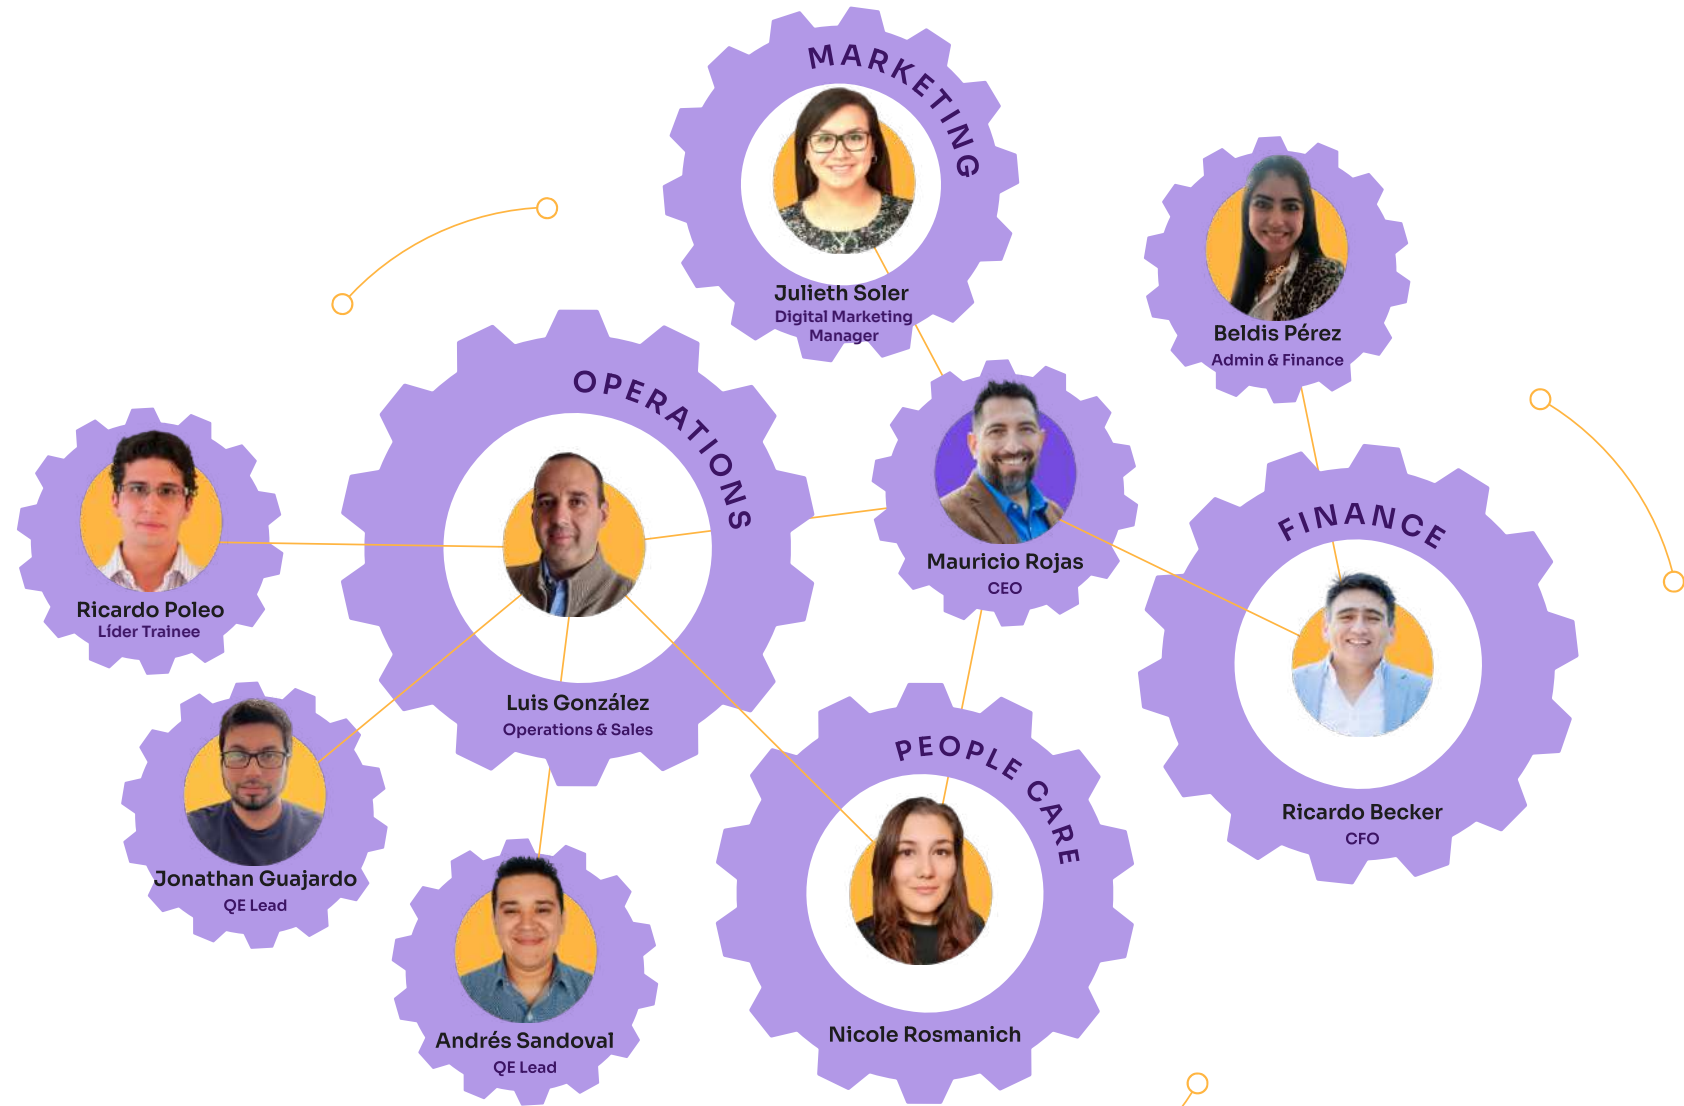 MARKETING
Julieth Soler
Digital Marketing
Manager
Beldis Pérez
Admin & Finance
OPERATIONS
Mauricio Rojas
CEO
FINANCE
Ricardo Poleo
Líder Trainee
Luis González
Operations & Sales
PEOPLE CARE
Ricardo Becker
CFO
Jonathan Guajardo
QE Lead
Andrés Sandoval
QE Lead
Nicole Rosmanich